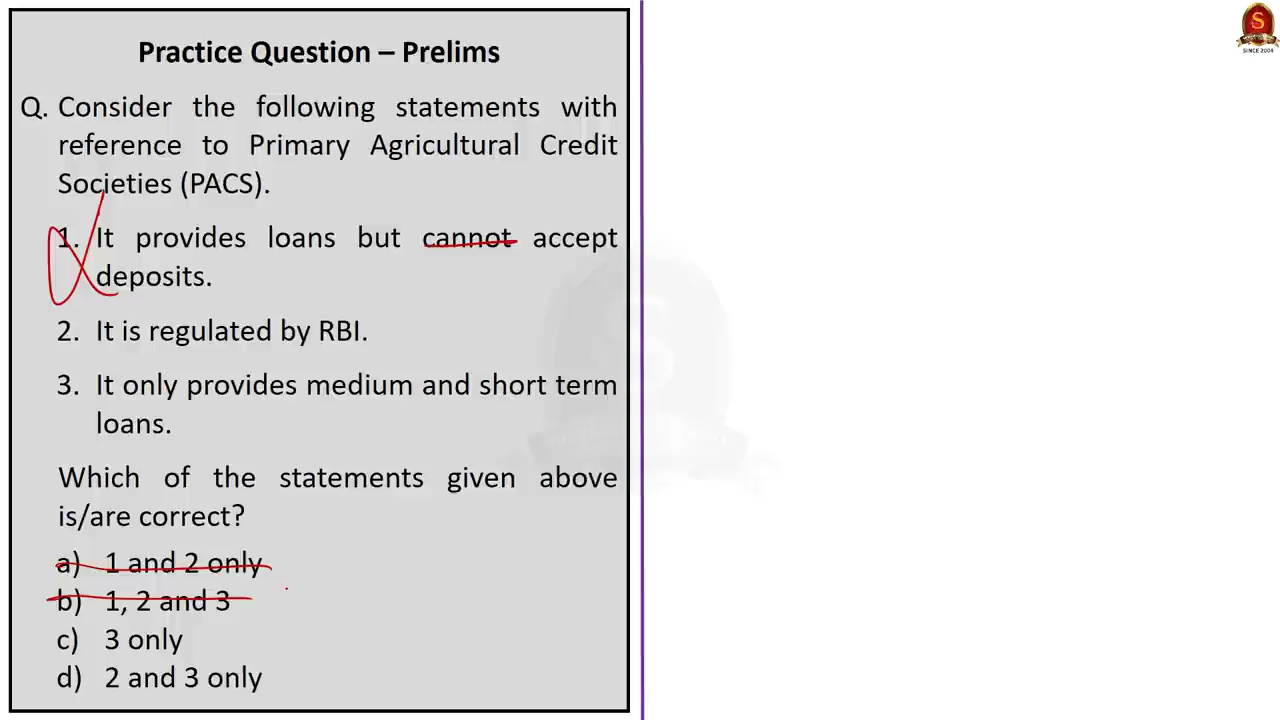 Practice Question – Prelims
Q. Consider the following statements with
reference to Primary Agricultural Credit
Societies (PACS).
1. It provides loans but cannot accept
deposits.
2. It is regulated by RBI.
3. It only provides medium and short term
loans.
Which of the statements given above
is/are correct?
a) 1 and 2 only
b) 1, 2 and 3
c) 3 only
d) 2 and 3 only
S
SINCE 2004